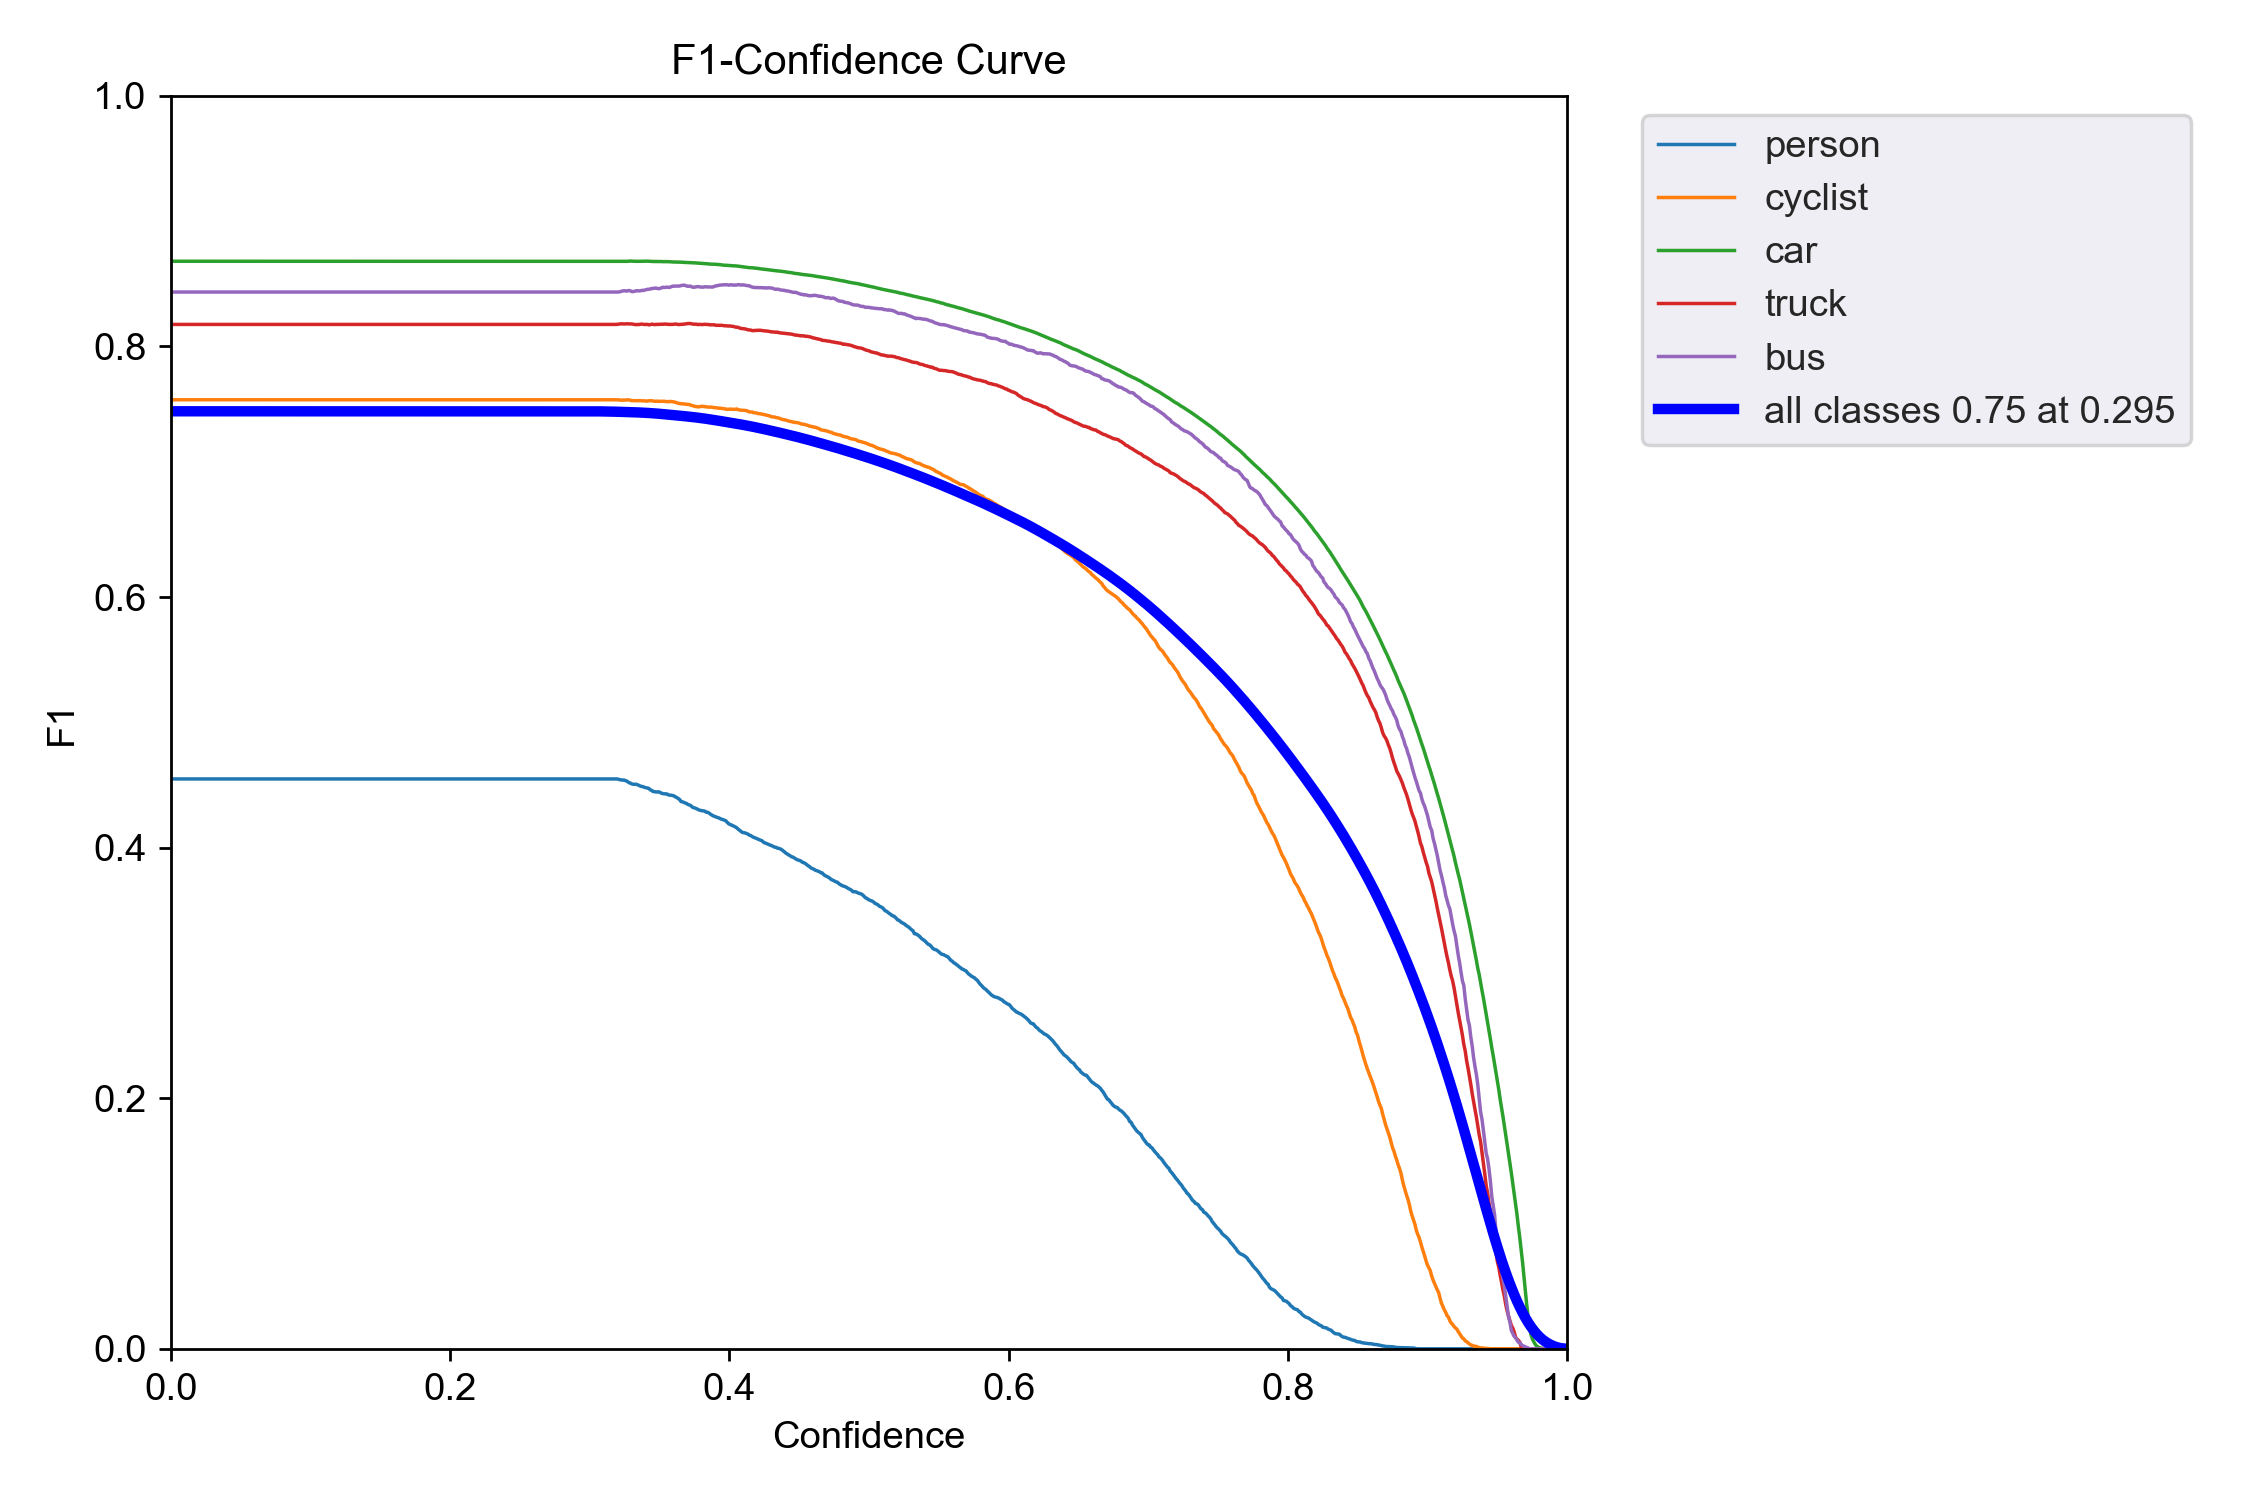 F1-Confidence Curve
1.0
0.8
0.6
0.4
0.2
0.0
F1
0.0 0.2 0.4 0.6 0.8 1.0
Confidence
person
cyclist
car
truck
bus
all classes 0.75 at 0.295